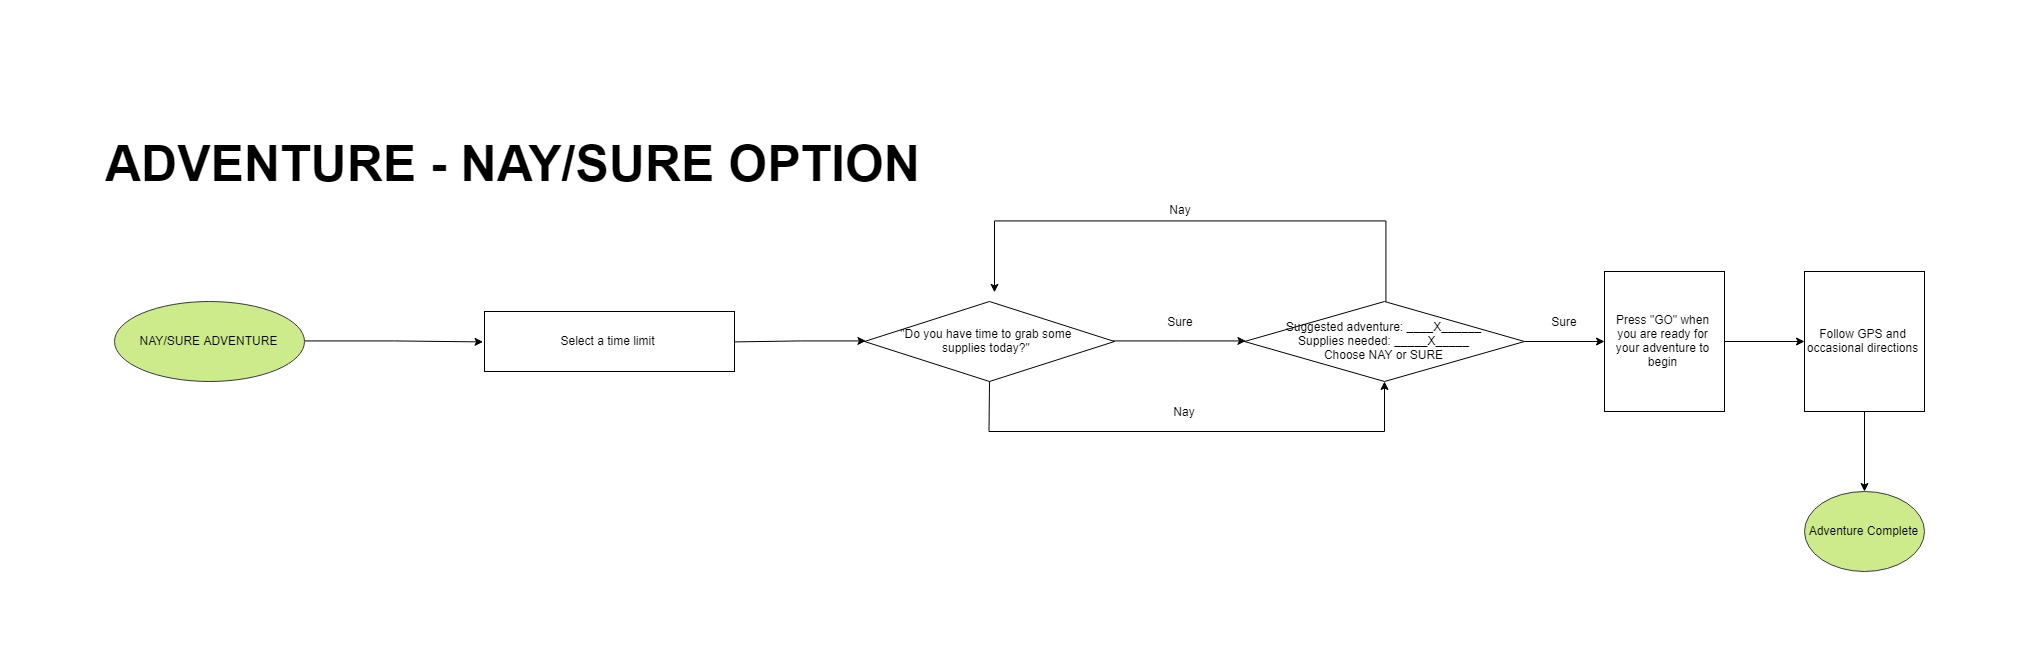 ADVENTURE - NAY/SURE OPTION
Nay
NAY/SURE ADVENTURE
Select a time limit
"Do you have time to grab some
supplies today?"
Sure
Suggested adventure: ____X______
Supplies needed: _____X_____
Choose NAY or SURE
Sure
Press "GO" when
you are ready for
your adventure to
begin
Follow GPS and
occasional directions
Nay
Adventure Complete